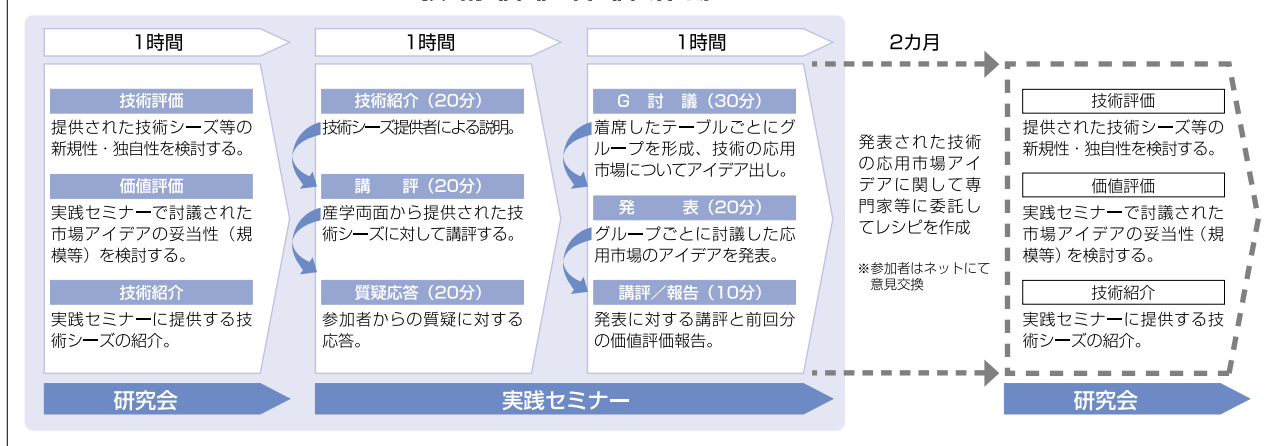 1時間
技術評価
提供された技術シーズ等の
新規性・独自性を検討する。
価値評価
実践セミナーで討議された
市場アイデアの妥当性（規
模等）を検討する。
技術紹介
実践セミナーに提供する技
術シーズの紹介。
研究会
1時間
技術紹介（20分）
技術シーズ提供者による説明。
講　評（20分）
産学両面から提供された技
術シーズに対して講評する。
質疑応答（20分）
参加者からの質疑に対する
応答。
1時間
G　討　議（30分）
着席したテーブルごとにグ
ループを形成、技術の応用
市場についてアイデア出し。
発　表（20分）
グループごとに討議した応
用市場のアイデアを発表。
講評／報告（10分）
発表に対する講評と前回分
の価値評価報告。
実践セミナー
2カ月
発表された技術
の応用市場アイ
デアに関して専
門家等に委託し
てレシピを作成
※参加者はネットにて
意見交換
技術評価
提供された技術シーズ等の
新規性・独自性を検討する。
価値評価
実践セミナーで討議された
市場アイデアの妥当性（規
模等）を検討する。
技術紹介
実践セミナーに提供する技
術シーズの紹介。
研究会